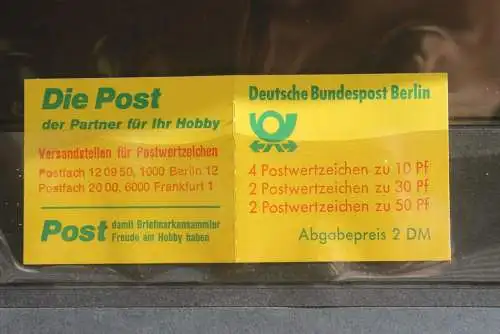 Die Post
der Partner für Ihr Hobby
Versandstellen für Postwertzeichen
Postfach 12 09 50, 1000 Berlin 12
Postfach 20 00, 6000 Frankfurt 1
Post damit Briefmarkensammler
Freude am Hobby haben
Deutsche Bundespost Berlin
4 Postwertzeichen zu 10 Pf
2 Postwertzeichen zu 30 Pf
2 Postwertzeichen zu 50 Pf
Abgabepreis 2 DM